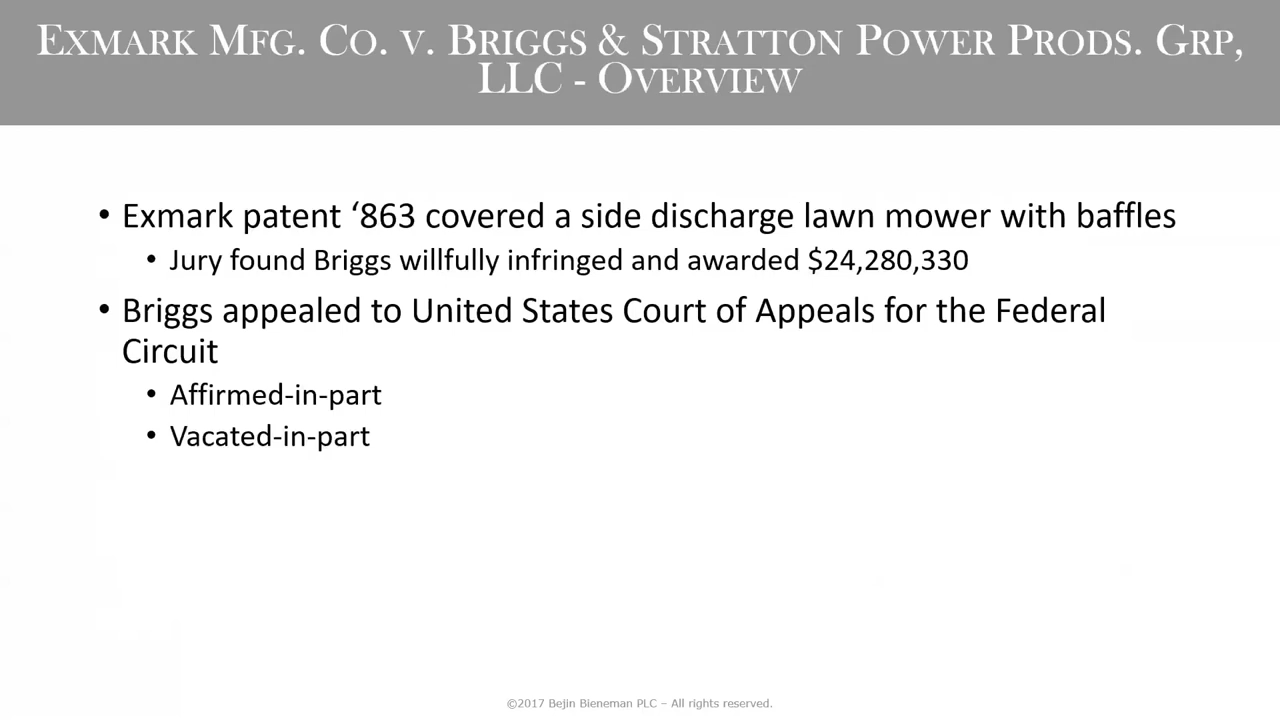 EXMARK MFG. CO. V. BRIGGS & STRATTON POWER PRODS. GRP,
LLC - OVERVIEW
• Exmark patent ‘863 covered a side discharge lawn mower with baffles
• Jury found Briggs willfully infringed and awarded $24,280,330
• Briggs appealed to United States Court of Appeals for the Federal
Circuit
• Affirmed-in-part
• Vacated-in-part
©2017 Bejin Bieneman PLC – All rights reserved.